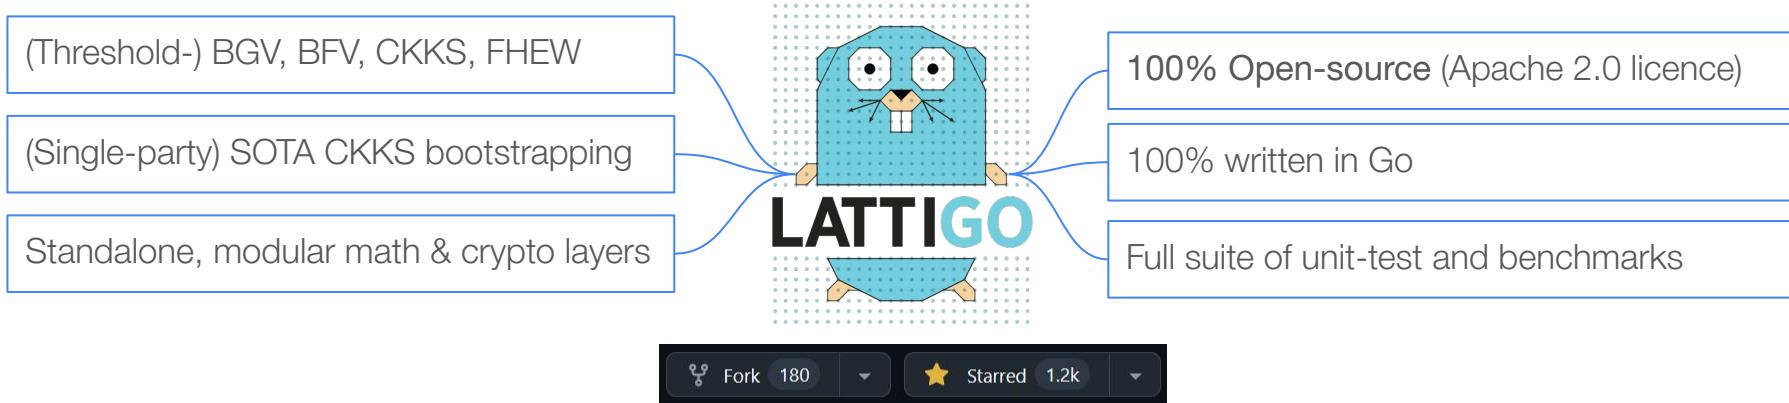 (Threshold-) BGV, BFV, CKKS, FHEW
(Single-party) SOTA CKKS bootstrapping
Standalone, modular math & crypto layers
LATTIGO
100% Open-source (Apache 2.0 licence)
100% written in Go
Full suite of unit-test and benchmarks
Fork 180
Starred 1.2k